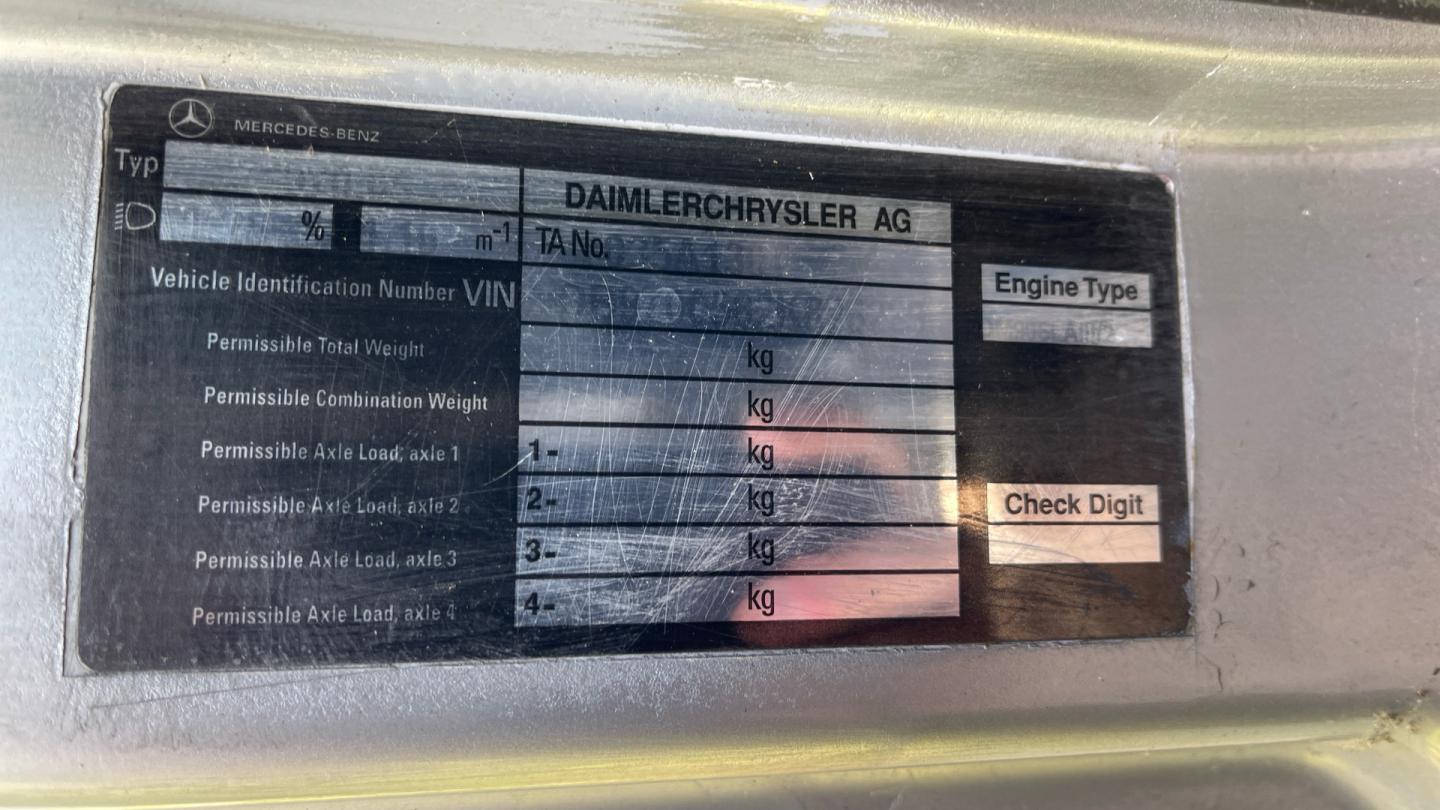 MERCEDES-BENZ
Typ
DAIMLERCHRYSLER AG
% m-1 TA No.
Vehicle Identification Number VIN
Engine Type
Permissible Total Weight kg
Permissible Combination Weight kg
Permissible Axle Load, axle 1 1- kg
Permissible Axle Load, axle 2 2- kg
Check Digit
Permissible Axle Load, axle 3 3- kg
Permissible Axle Load, axle 4 4- kg